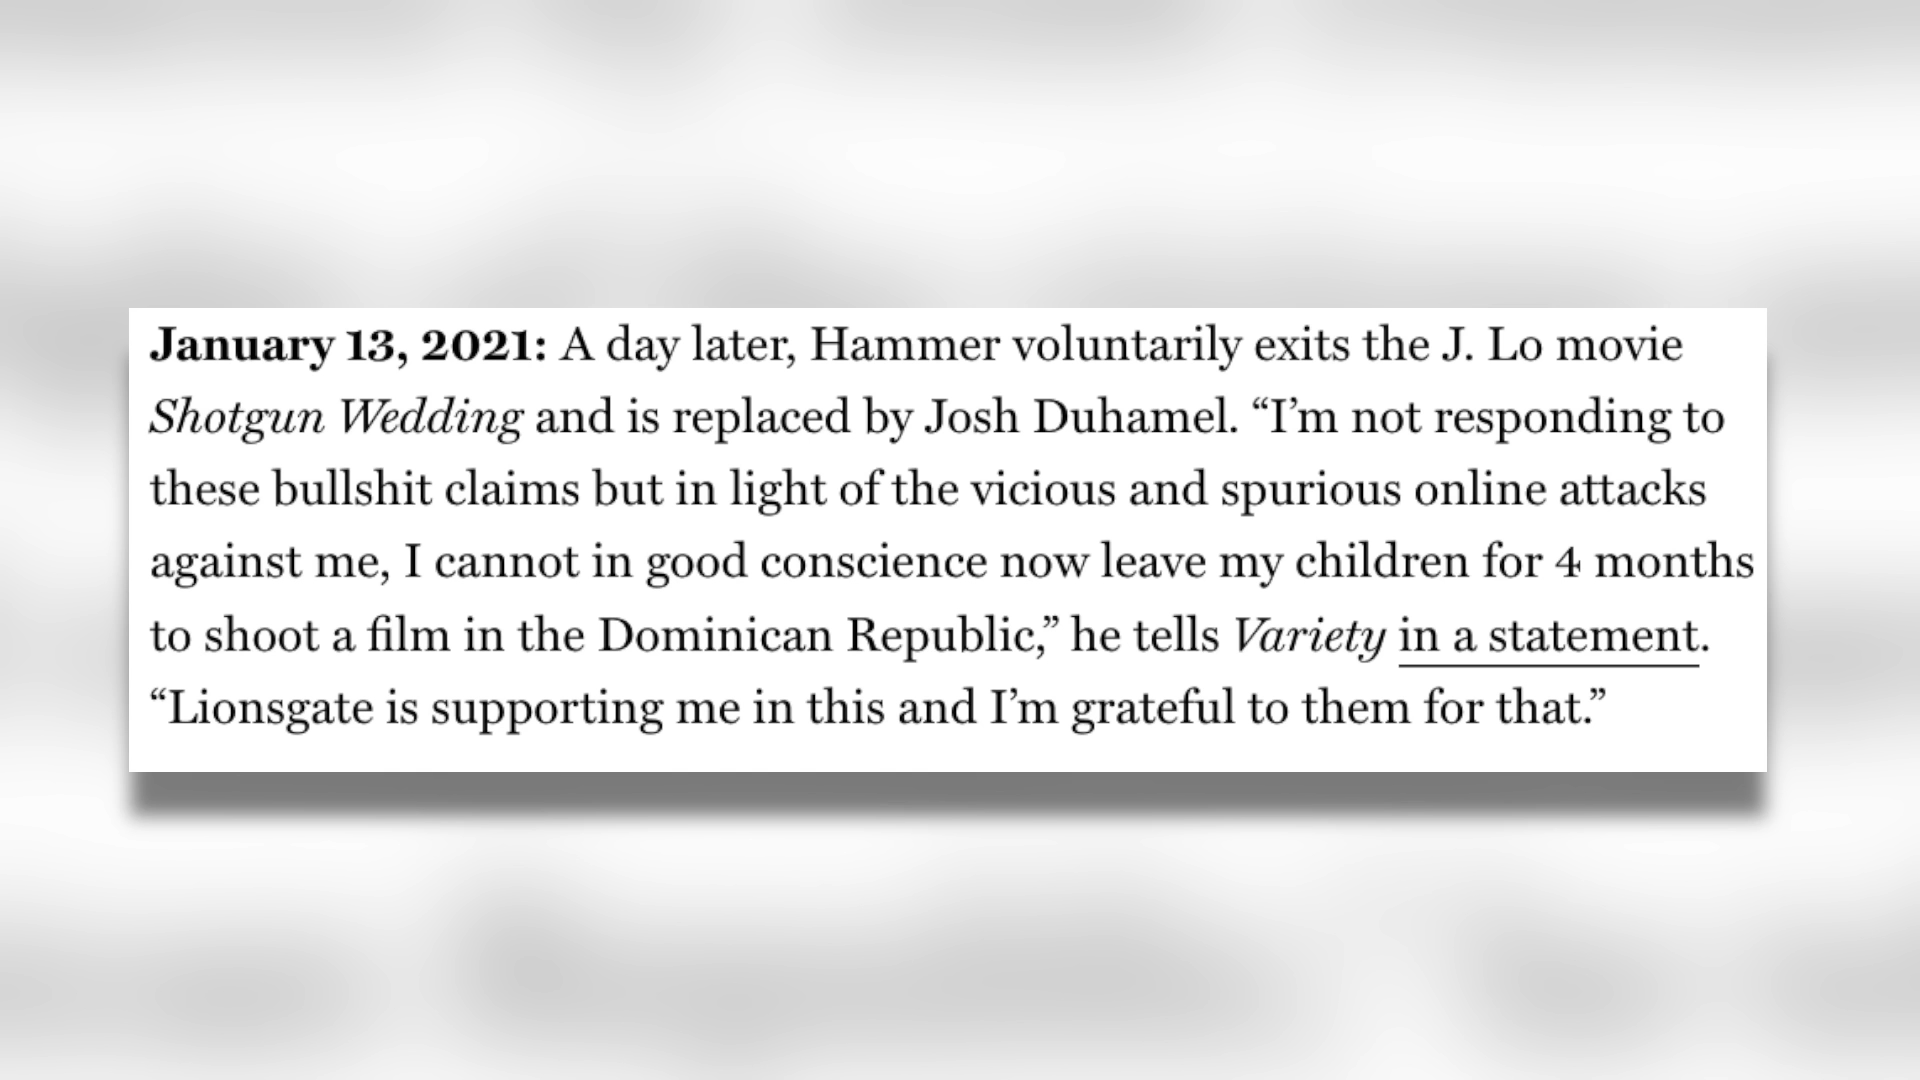 January 13, 2021: A day later, Hammer voluntarily exits the J. Lo movie
Shotgun Wedding and is replaced by Josh Duhamel. “I’m not responding to
these bullshit claims but in light of the vicious and spurious online attacks
against me, I cannot in good conscience now leave my children for 4 months
to shoot a film in the Dominican Republic,” he tells Variety in a statement.
“Lionsgate is supporting me in this and I’m grateful to them for that.”